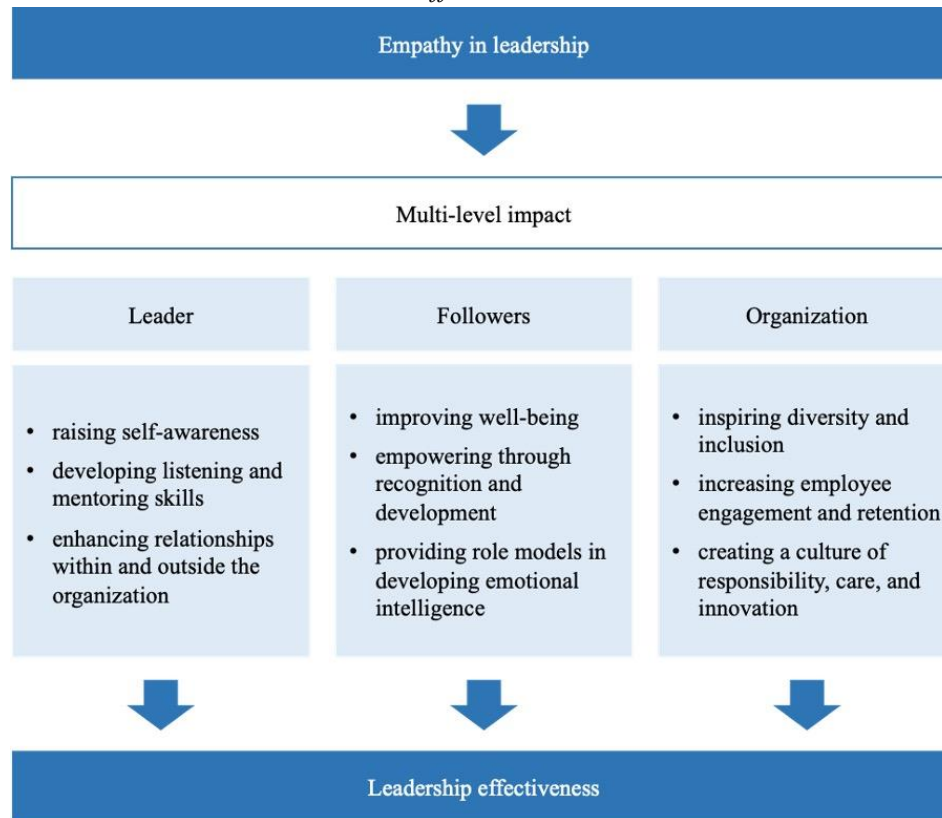 Empathy in leadership
Multi-level impact
Leader
Followers
Organization
• raising self-awareness
• developing listening and
mentoring skills
• enhancing relationships
within and outside the
organization
• improving well-being
• empowering through
recognition and
development
• providing role models in
developing emotional
intelligence
• inspiring diversity and
inclusion
• increasing employee
engagement and retention
• creating a culture of
responsibility, care, and
innovation
Leadership effectiveness